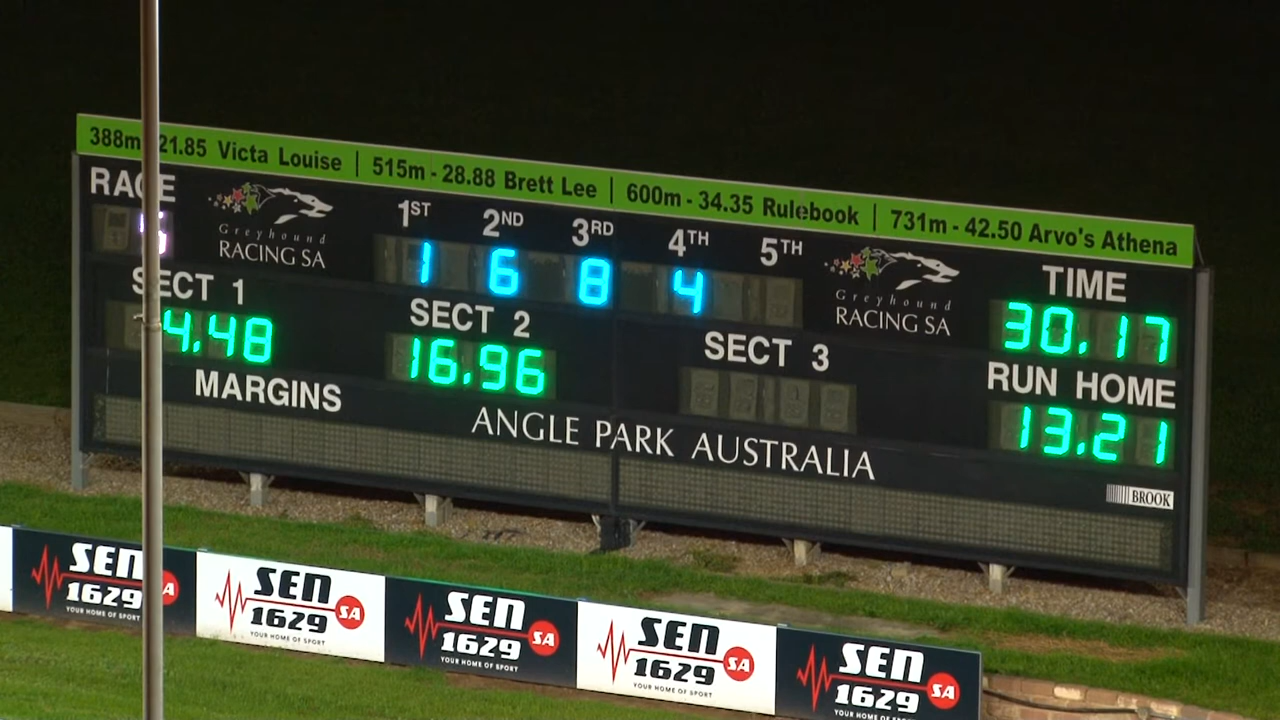 388m 21.85 Victa Louise | 515m - 28.88 Brett Lee | 600m - 34.35 Rulebook | 731m - 42.50 Arvo's Athena
RACE
Greyhound
RACING SA
1ST 2ND 3RD 4TH 5TH
1 6 8 4
Greyhound
RACING SA
TIME
30.17
SECT 1
4.48
SECT 2
16.96
SECT 3
RUN HOME
13.21
MARGINS
ANGLE PARK AUSTRALIA
BROOK
SEN
1629 SA
YOUR HOME OF SPORT
SEN
1629 SA
YOUR HOME OF SPORT
SEN
1629 SA
YOUR HOME OF SPORT
SEN
1629 SA
YOUR HOME OF SPORT
SEN
1629 SA
YOUR HOME OF SPORT